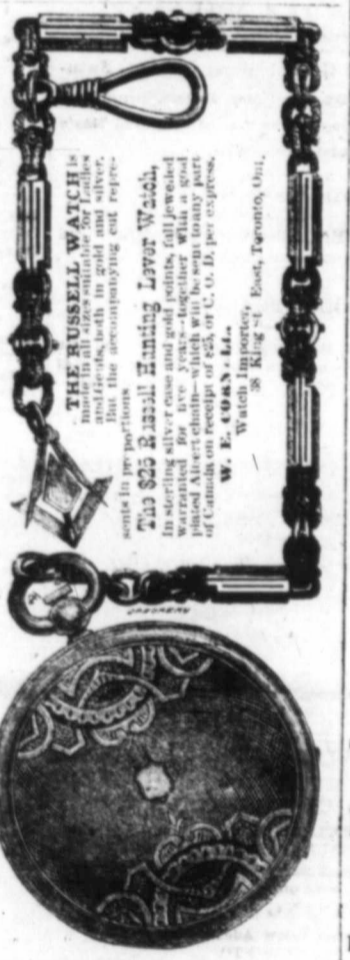 THE RUSSELL WATCH is
made in all sizes suitable for Ladies
and Gents, both in gold and silver.
But the accompanying cut repre-
sents in proportions
The $25 Russell Hunting Lever Watch,
In sterling silver case and gold points, full jeweled
warranted for five years—together with a gold
plated Albert chain—which will be sent to any part
of Canada on receipt of $25, or C. O. D. per express.
W. E. CORNELL,
Watch Importer,
King st East, Toronto, Ont.